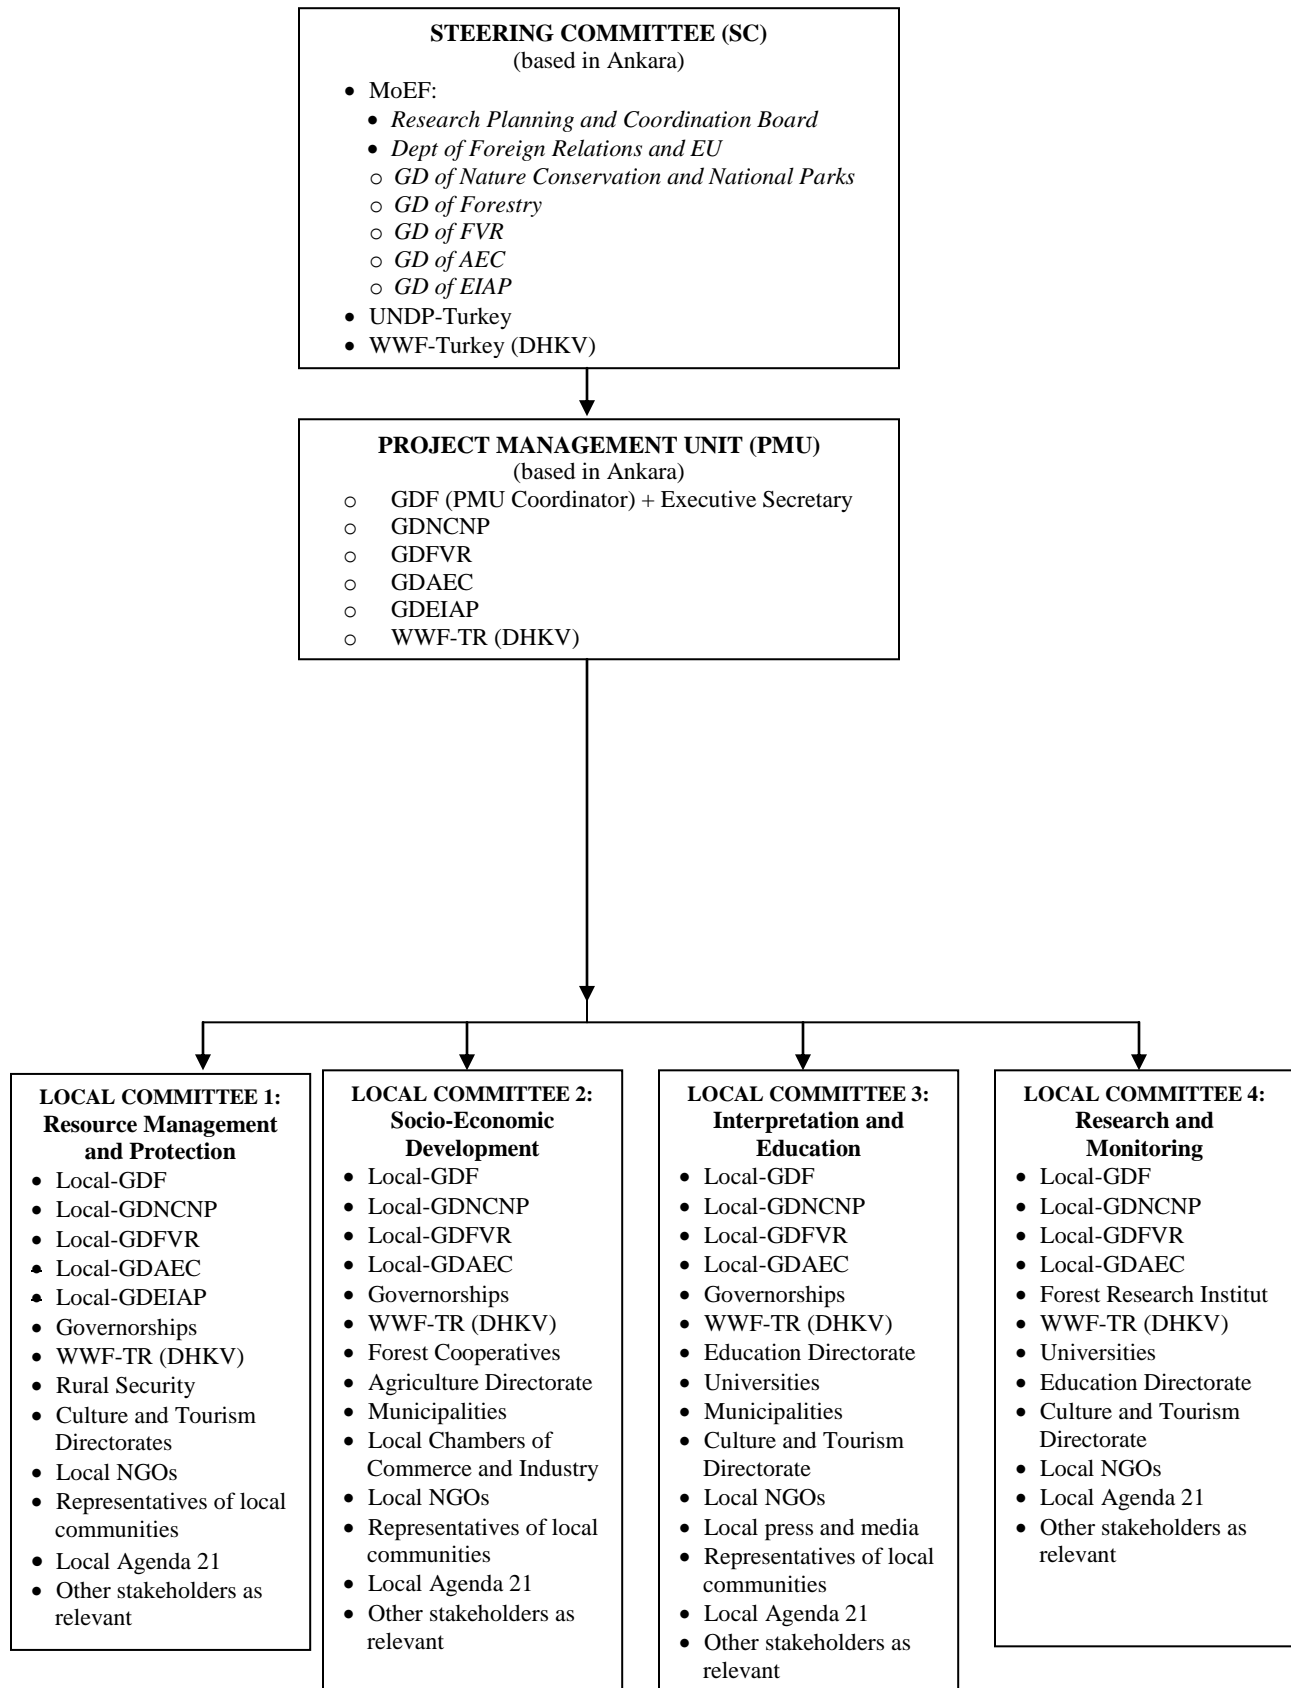 STEERING COMMITTEE (SC)
(based in Ankara)
• MoEF:
• Research Planning and Coordination Board
• Dept of Foreign Relations and EU
o GD of Nature Conservation and National Parks
o GD of Forestry
o GD of FVR
o GD of AEC
o GD of EIAP
• UNDP-Turkey
• WWF-Turkey (DHKV)
PROJECT MANAGEMENT UNIT (PMU)
(based in Ankara)
o GDF (PMU Coordinator) + Executive Secretary
o GDNCNP
o GDFVR
o GDAEC
o GDEIAP
o WWF-TR (DHKV)
LOCAL COMMITTEE 1:
Resource Management
and Protection
• Local-GDF
• Local-GDNCNP
• Local-GDFVR
• Local-GDAEC
• Local-GDEIAP
• Governorships
• WWF-TR (DHKV)
• Rural Security
• Culture and Tourism
Directorates
• Local NGOs
• Representatives of local
communities
• Local Agenda 21
• Other stakeholders as
relevant
LOCAL COMMITTEE 2:
Socio-Economic
Development
• Local-GDF
• Local-GDNCNP
• Local-GDFVR
• Local-GDAEC
• Governorships
• WWF-TR (DHKV)
• Forest Cooperatives
• Agriculture Directorate
• Municipalities
• Local Chambers of
Commerce and Industry
• Local NGOs
• Representatives of local
communities
• Local Agenda 21
• Other stakeholders as
relevant
LOCAL COMMITTEE 3:
Interpretation and
Education
• Local-GDF
• Local-GDNCNP
• Local-GDFVR
• Local-GDAEC
• Governorships
• WWF-TR (DHKV)
• Education Directorate
• Universities
• Municipalities
• Culture and Tourism
Directorate
• Local NGOs
• Local press and media
• Representatives of local
communities
• Local Agenda 21
• Other stakeholders as
relevant
LOCAL COMMITTEE 4:
Research and
Monitoring
• Local-GDF
• Local-GDNCNP
• Local-GDFVR
• Local-GDAEC
• Forest Research Institut
• WWF-TR (DHKV)
• Universities
• Education Directorate
• Culture and Tourism
Directorate
• Local NGOs
• Local Agenda 21
• Other stakeholders as
relevant